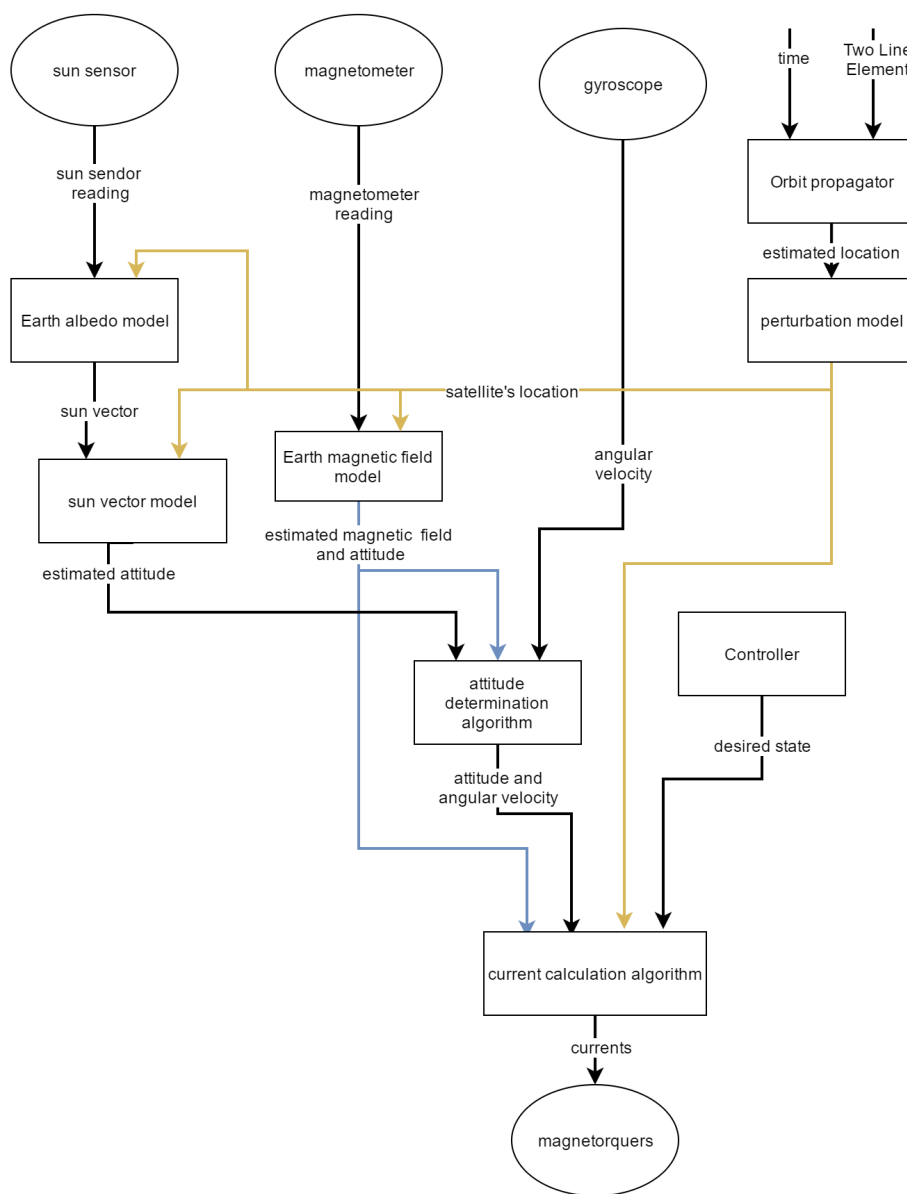 sun sensor
magnetometer
gyroscope
time
Two Line
Element
sun sendor
reading
magnetometer
reading
Orbit propagator
estimated location
Earth albedo model
perturbation model
satellite's location
sun vector
Earth magnetic field
model
angular
velocity
sun vector model
estimated magnetic field
and attitude
estimated attitude
Controller
attitude
determination
algorithm
desired state
attitude and
angular velocity
current calculation algorithm
currents
magnetorquers